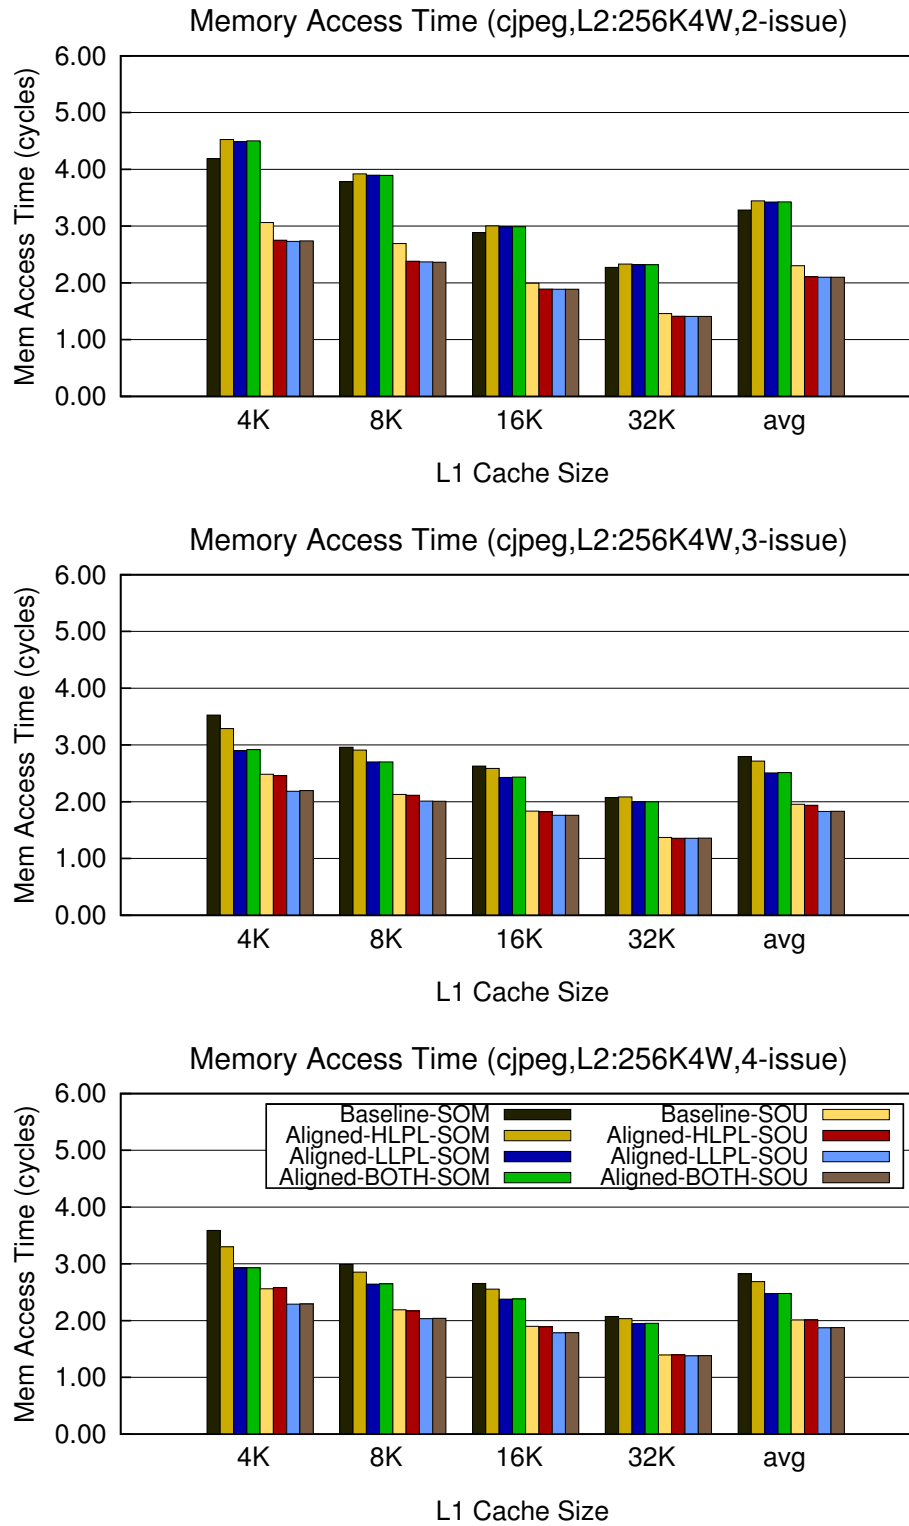 Memory Access Time (cjpeg,L2:256K4W,2-issue)
Mem Access Time (cycles)
6.00
5.00
4.00
3.00
2.00
1.00
0.00
4K 8K 16K 32K avg
L1 Cache Size
Memory Access Time (cjpeg,L2:256K4W,3-issue)
Mem Access Time (cycles)
6.00
5.00
4.00
3.00
2.00
1.00
0.00
4K 8K 16K 32K avg
L1 Cache Size
Memory Access Time (cjpeg,L2:256K4W,4-issue)
Mem Access Time (cycles)
6.00
5.00
4.00
3.00
2.00
1.00
0.00
Baseline-SOM Baseline-SOU
Aligned-HLPL-SOM Aligned-HLPL-SOU
Aligned-LLPL-SOM Aligned-LLPL-SOU
Aligned-BOTH-SOM Aligned-BOTH-SOU
4K 8K 16K 32K avg
L1 Cache Size